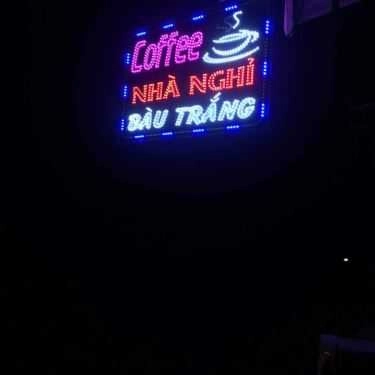 Coffee
NHÀ NGHỈ
BÀU TRẮNG